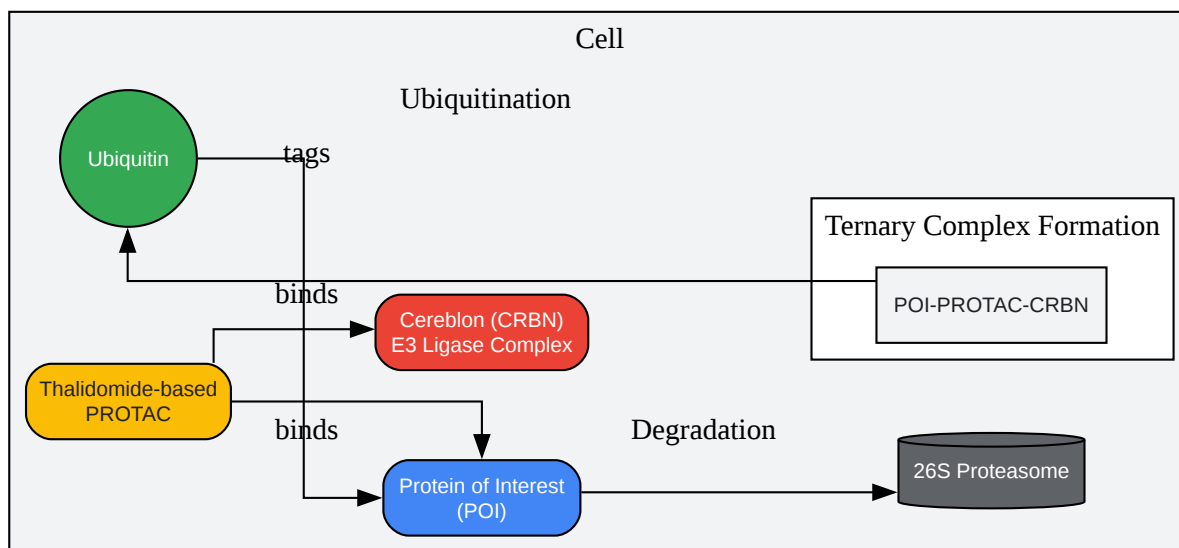 Cell
Ubiquitination
Ubiquitin
tags
Ternary Complex Formation
POI-PROTAC-CRBN
binds
Cereblon (CRBN)
E3 Ligase Complex
Thalidomide-based
PROTAC
binds
Degradation
26S Proteasome
Protein of Interest
(POI)